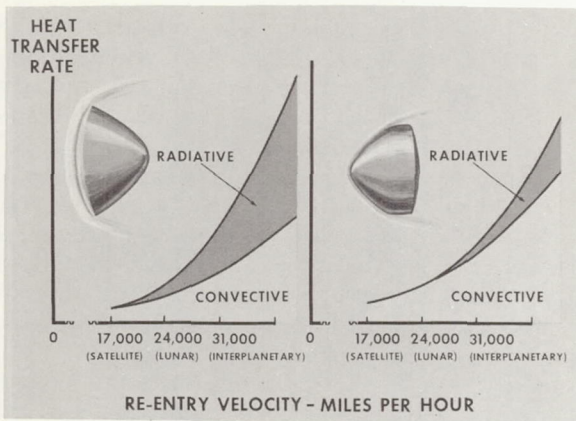 HEAT
TRANSFER
RATE
RADIATIVE
CONVECTIVE
0
17,000 24,000 31,000
(SATELLITE) (LUNAR) (INTERPLANETARY)
RADIATIVE
CONVECTIVE
0
17,000 24,000 31,000
(SATELLITE) (LUNAR) (INTERPLANETARY)
RE-ENTRY VELOCITY - MILES PER HOUR